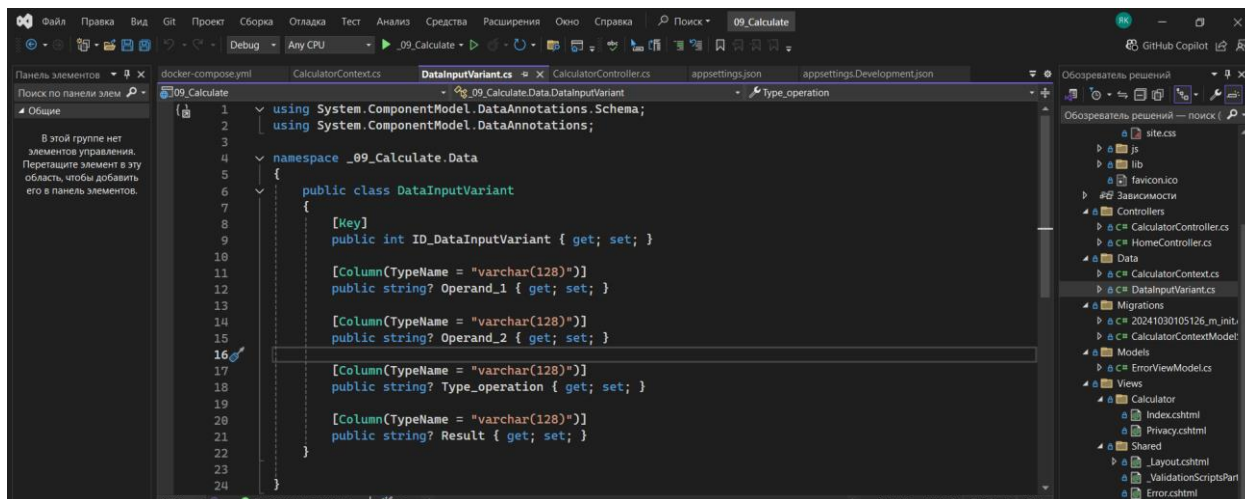 Файл Правка Вид Git Проект Сборка Отладка Тест Анализ Средства Расширения Окно Справка Поиск 09_Calculate RK
Debug Any CPU _09_Calculate GitHub Copilot
Панель элементов
Поиск по панели элем
Общие
В этой группе нет
элементов управления.
Перетащите элемент в эту
область, чтобы добавить
его в панель элементов.
docker-compose.yml CalculatorContext.cs DataInputVariant.cs CalculatorController.cs appsettings.json appsettings.Development.json
09_Calculate _09_Calculate.Data.DataInputVariant Type_operation
1 using System.ComponentModel.DataAnnotations.Schema;
2 using System.ComponentModel.DataAnnotations;
3
4 namespace _09_Calculate.Data
5 {
6 public class DataInputVariant
7 {
8 [Key]
9 public int ID_DataInputVariant { get; set; }
10
11 [Column(TypeName = "varchar(128)")]
12 public string? Operand_1 { get; set; }
13
14 [Column(TypeName = "varchar(128)")]
15 public string? Operand_2 { get; set; }
16
17 [Column(TypeName = "varchar(128)")]
18 public string? Type_operation { get; set; }
19
20 [Column(TypeName = "varchar(128)")]
21 public string? Result { get; set; }
22 }
23
24 }
Обозреватель решений
Обозреватель решений — поиск (
site.css
js
lib
favicon.ico
Зависимости
Controllers
C# CalculatorController.cs
C# HomeController.cs
Data
C# CalculatorContext.cs
C# DataInputVariant.cs
Migrations
C# 20241030105126_m_init.
C# CalculatorContextModel
Models
C# ErrorViewModel.cs
Views
Calculator
Index.cshtml
Privacy.cshtml
Shared
_Layout.cshtml
_ValidationScriptsPart
Error.cshtml